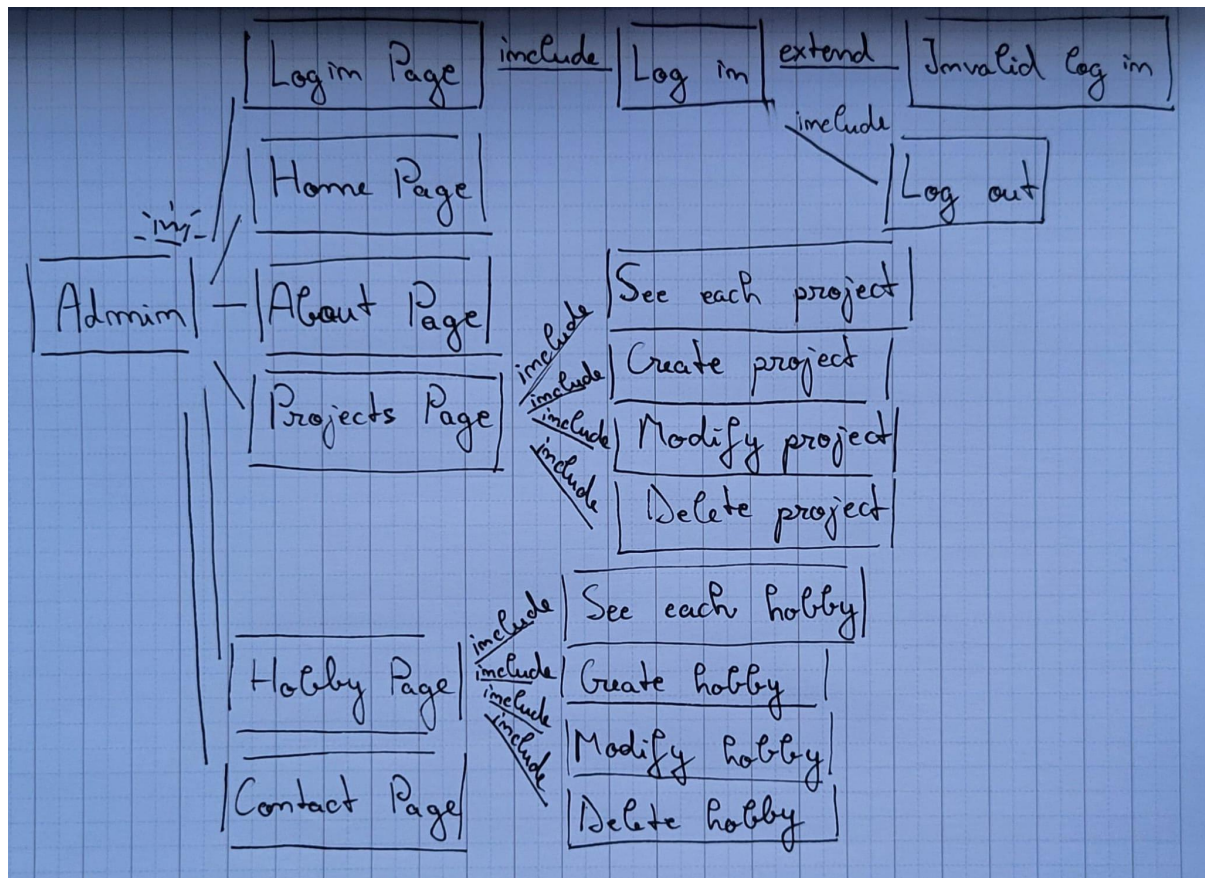 Login Page include Log in extend Invalid log in
include
Home Page
Log out
Admin
About Page
Projects Page
include See each project
include Create project
include Modify project
include Delete project
Hobby Page
include See each hobby
include Create hobby
include Modify hobby
include Delete hobby
Contact Page